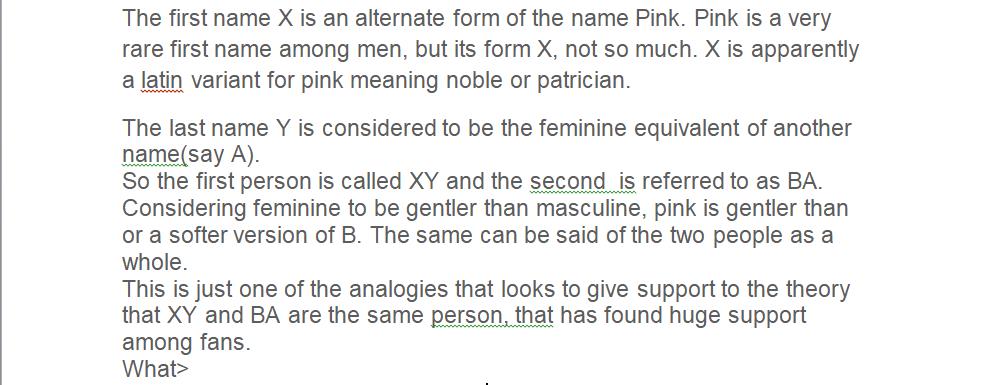 The first name X is an alternate form of the name Pink. Pink is a very
rare first name among men, but its form X, not so much. X is apparently
a latin variant for pink meaning noble or patrician.
The last name Y is considered to be the feminine equivalent of another
name(say A).
So the first person is called XY and the second  is referred to as BA.
Considering feminine to be gentler than masculine, pink is gentler than
or a softer version of B. The same can be said of the two people as a
whole.
This is just one of the analogies that looks to give support to the theory
that XY and BA are the same person, that has found huge support
among fans.
What>